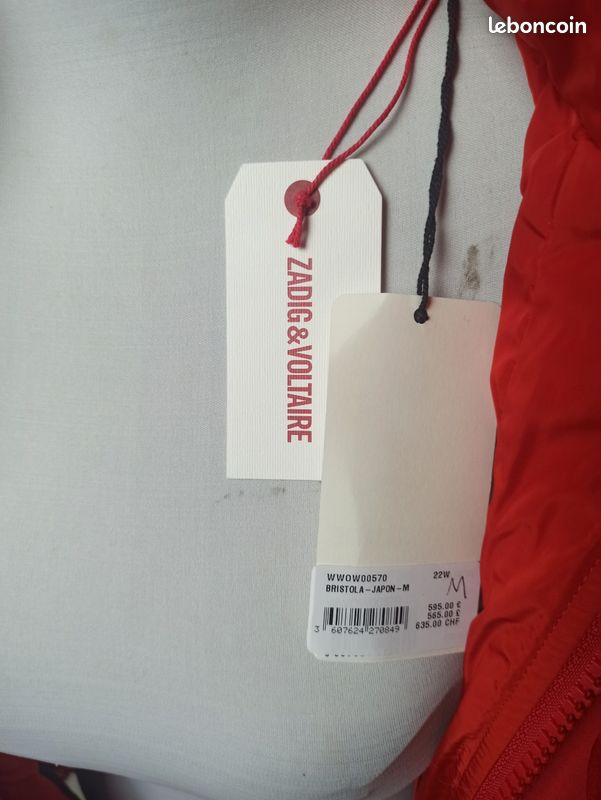 leboncoin
ZADIG & VOLTAIRE
WWOW00570 22W
M
BRISTOLA-JAPON-M
595.00 €
565.00 £
635.00 CHF
3 607624 270849